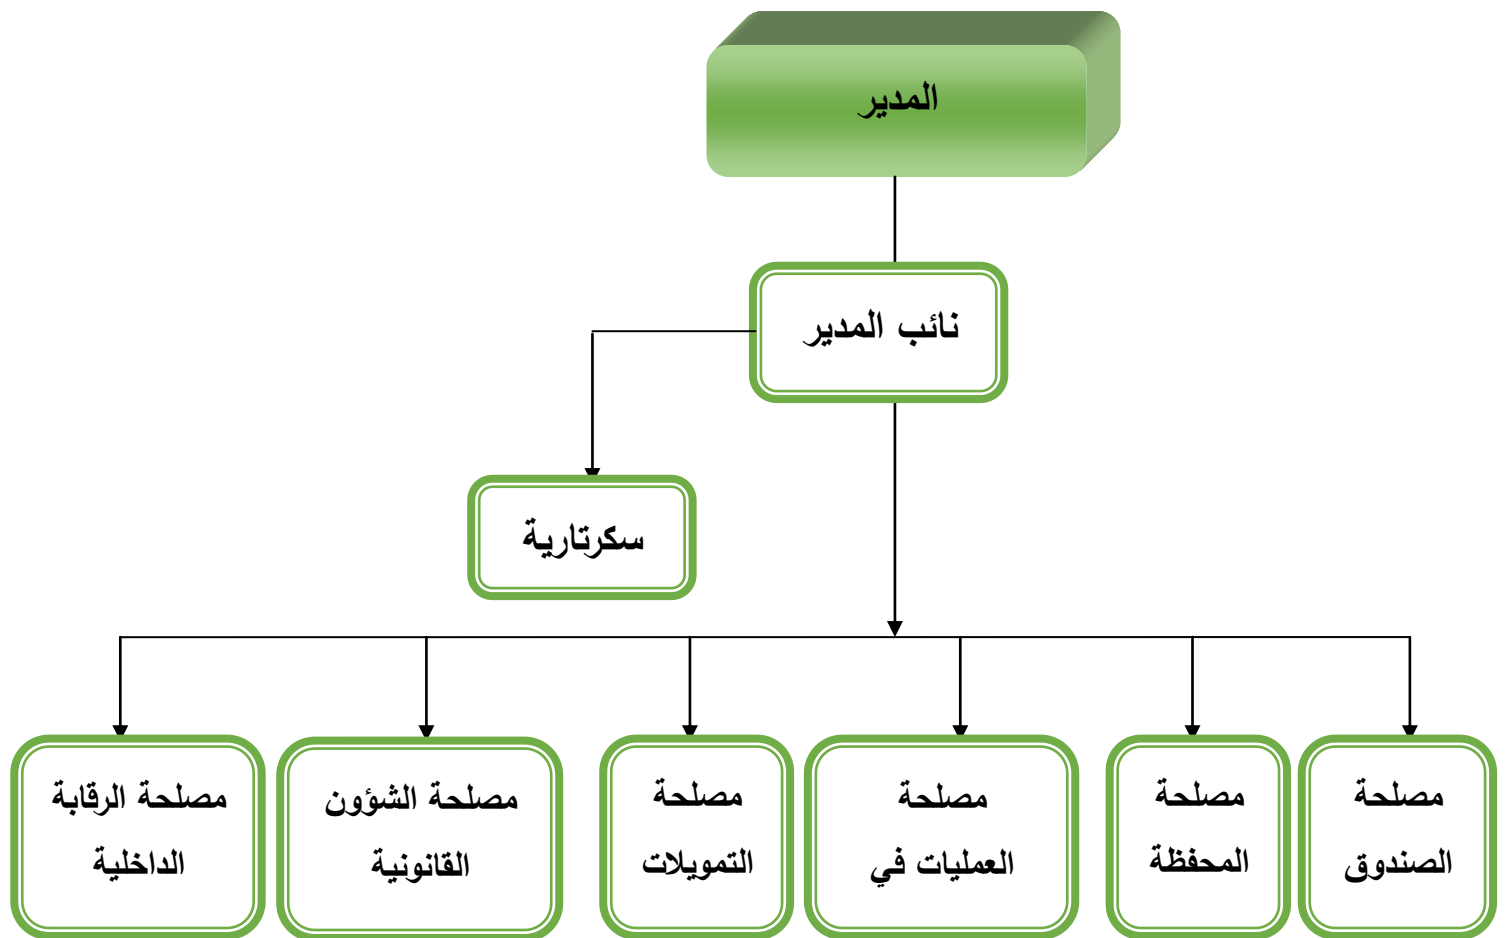 المدير
نائب المدير
سكرتارية
مصلحة
الصندوق
مصلحة
المحفظة
مصلحة
العمليات في
مصلحة
التمويلات
مصلحة الشؤون
القانونية
مصلحة الرقابة
الداخلية